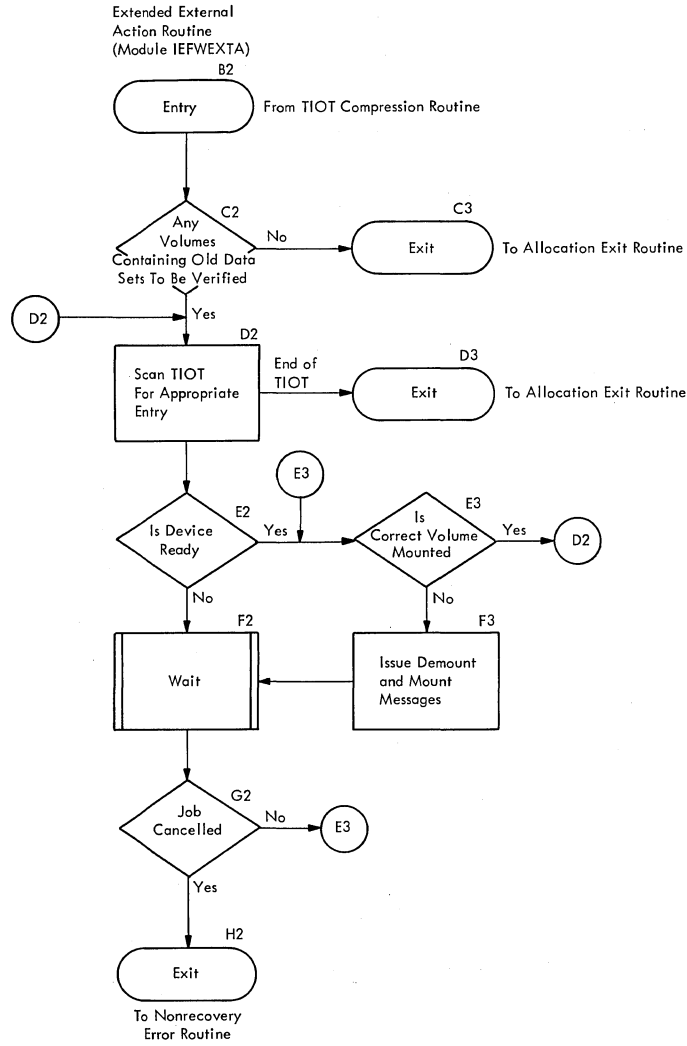 Extended External
Action Routine
(Module IEFWEXTA)
B2
Entry
From TIOT Compression Routine
C2
Any
Volumes
Containing Old Data
Sets To Be Verified
No
C3
Exit
To Allocation Exit Routine
Yes
D2
D2
Scan TIOT
For Appropriate
Entry
End of
TIOT
D3
Exit
To Allocation Exit Routine
E3
E2
Is Device
Ready
Yes
E3
Is
Correct Volume
Mounted
Yes
D2
No
No
F2
Wait
F3
Issue Demount
and Mount
Messages
G2
Job
Cancelled
No
E3
Yes
H2
Exit
To Nonrecovery
Error Routine